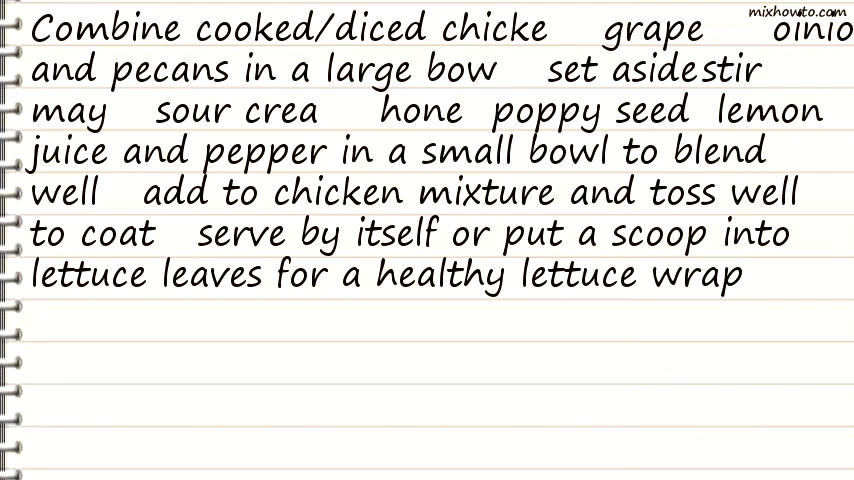 mixhowto.com
Combine cooked/diced chicke grape oinio
and pecans in a large bow set asidestir
may sour crea hone poppy seed lemon
juice and pepper in a small bowl to blend
well add to chicken mixture and toss well
to coat serve by itself or put a scoop into
lettuce leaves for a healthy lettuce wrap